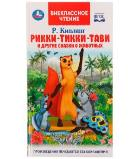 ВНЕКЛАССНОЕ ЧТЕНИЕ
Р. Киплинг
РИККИ-ТИККИ-ТАВИ
И ДРУГИЕ СКАЗКИ О ЖИВОТНЫХ